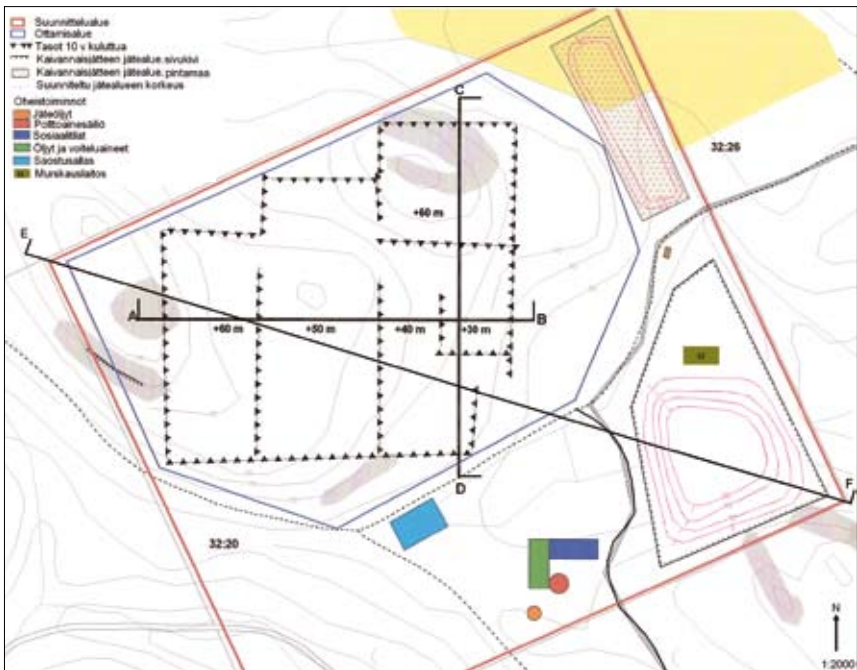 Suunnittelualue
Ottamisalue
Tasot 10 v kuluttua
Kaivannaisjätteen jätealue, sivukivi
Kaivannaisjätteen jätealue, pintamaa
Suunniteltu jätealueen korkeus
Oheistoiminnot
Jäteöljyt
Polttoainesäiliö
Sosiaalitilat
Öljyt ja voiteluaineet
Saostusallas
M Murskauslaitos
C
32:26
+60 m
E
A +60 m +50 m +40 m +30 m B
M
D
F
32:20
N
1:2000